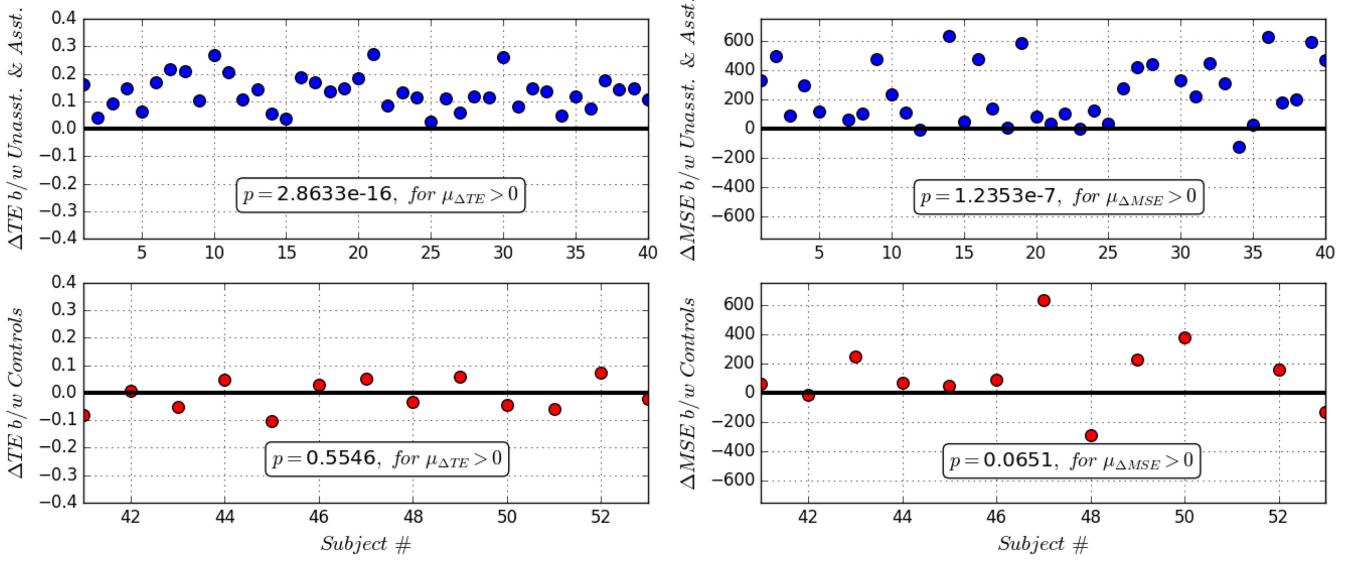 ΔTE b/w Unasst. & Asst.
0.4
0.3
0.2
0.1
0.0
−0.1
−0.2
−0.3
−0.4
p = 2.8633e-16, for μΔTE > 0
5 10 15 20 25 30 35 40
ΔMSE b/w Unasst. & Asst.
600
400
200
0
−200
−400
−600
p = 1.2353e-7, for μΔMSE > 0
5 10 15 20 25 30 35 40
ΔTE b/w Controls
0.4
0.3
0.2
0.1
0.0
−0.1
−0.2
−0.3
−0.4
p = 0.5546, for μΔTE > 0
42 44 46 48 50 52
Subject #
ΔMSE b/w Controls
600
400
200
0
−200
−400
−600
p = 0.0651, for μΔMSE > 0
42 44 46 48 50 52
Subject #